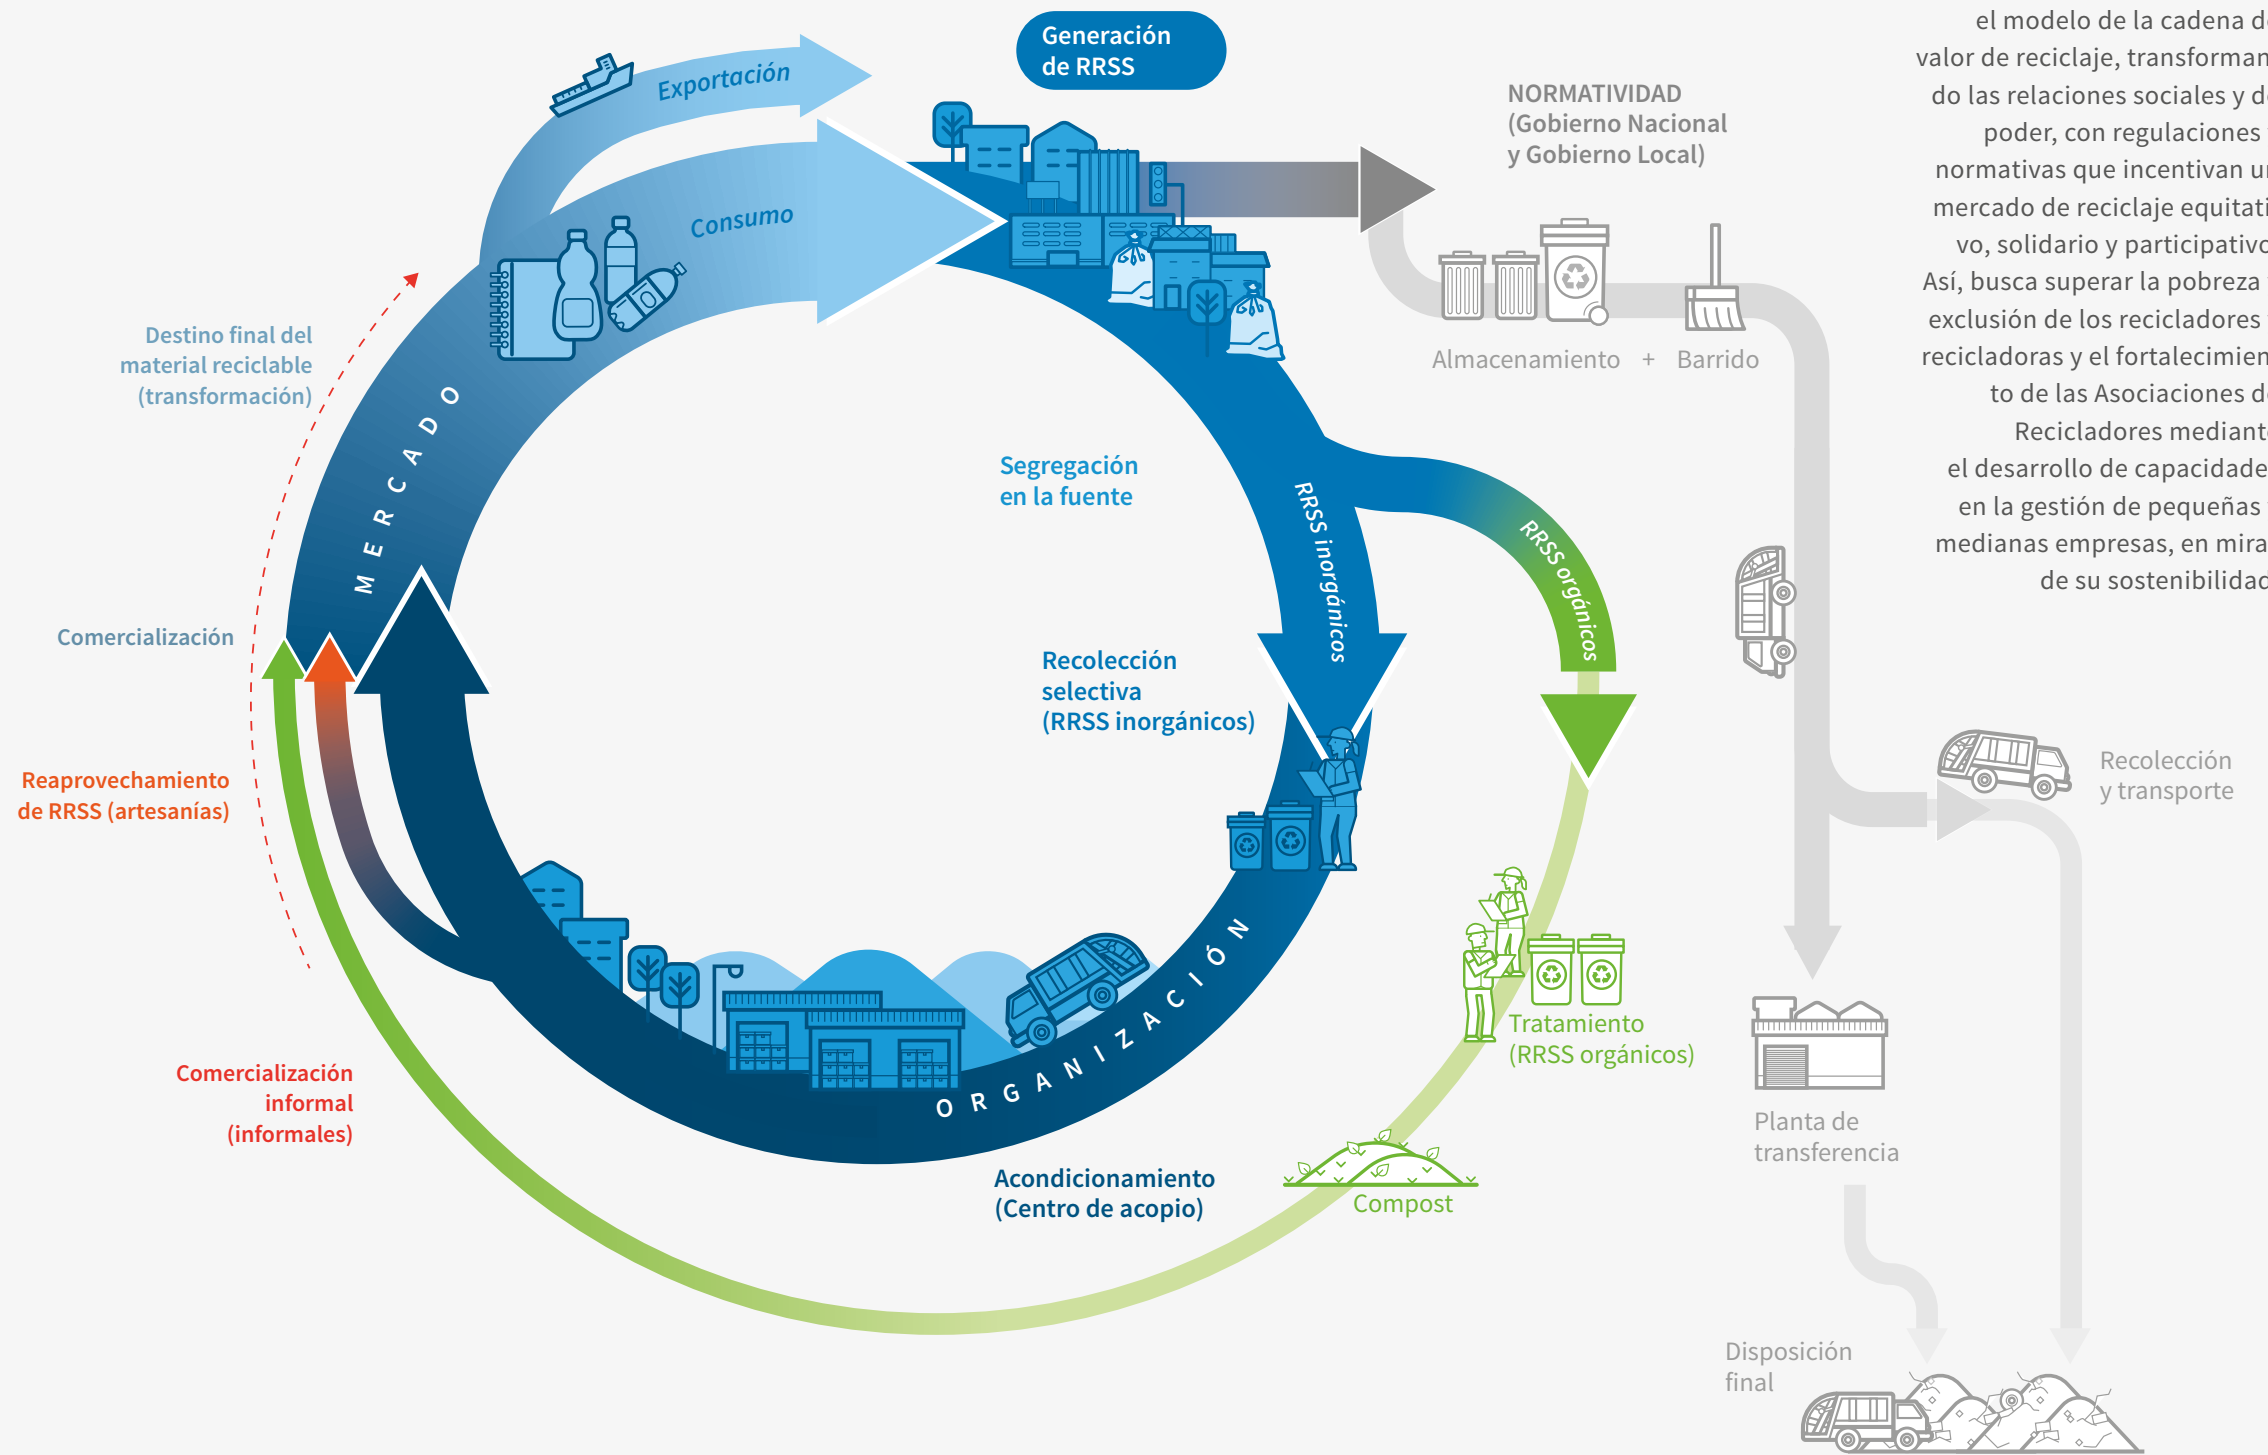 Generación
de RRSS
Exportación
Consumo
NORMATIVIDAD
(Gobierno Nacional
y Gobierno Local)
Almacenamiento + Barrido
el modelo de la cadena
valor de reciclaje, transforman
do las relaciones sociales y
poder, con regulaciones
normativas que incentivan
mercado de reciclaje equitati
vo, solidario y participativo
Así, busca superar la pobreza
exclusión de los recicladores
recicladoras y el fortalecimien
to de las Asociaciones
Recicladores
el desarrollo de
en la gestión de pequeñas
medianas empresas, en
de su sostenibilidad
Destino final del
material reciclable
(transformación)
MERCADO
Segregación
en la fuente
RRSS inorgánicos
RRSS orgánicos
Comercialización
Recolección
selectiva
(RRSS inorgánicos)
Reaprovechamiento
de RRSS (artesanías)
Recolección
y transporte
ORGANIZACIÓN
Tratamiento
(RRSS orgánicos)
Comercialización
informal
(informales)
Planta de
transferencia
Acondicionamiento
(Centro de acopio)
Compost
Disposición
final